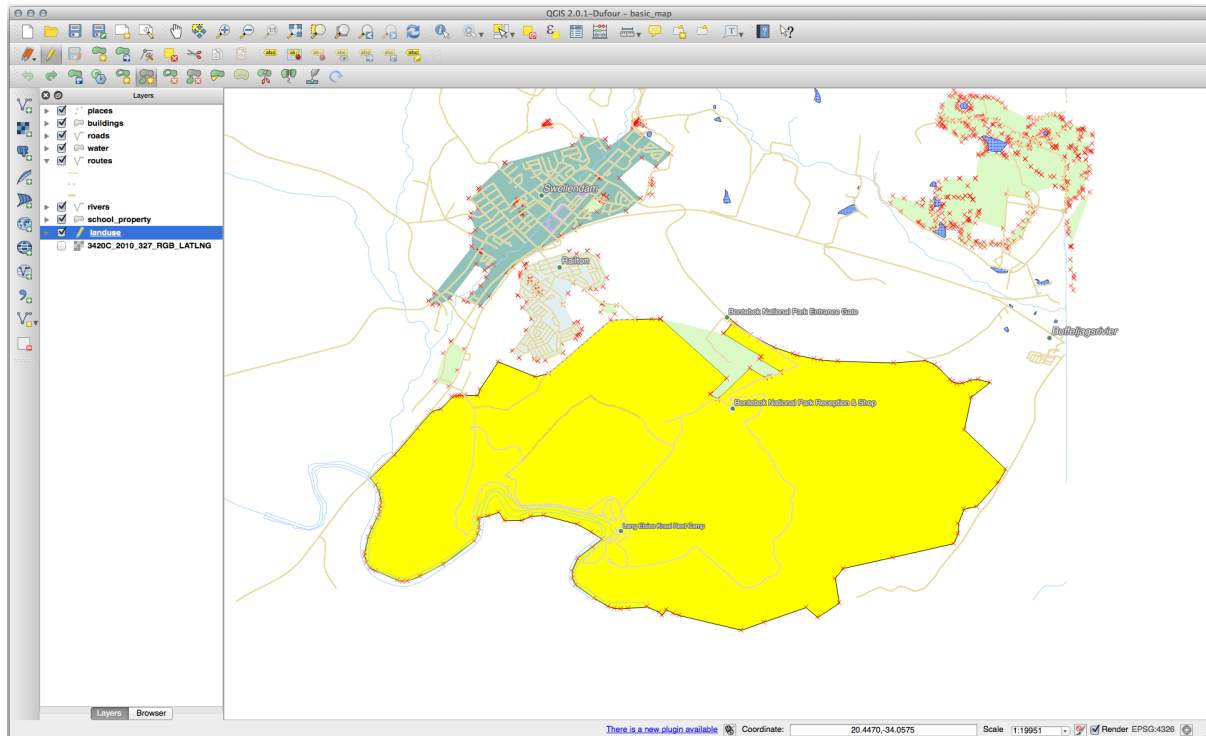 QGIS 2.0.1-Dufour - basic_map
Layers
places
buildings
roads
water
routes
rivers
school_property
landuse
3420C_2010_327_RGB_LATLNG
Swellendam
Railton
Bontebok National Park Entrance Gate
Buffeljagsrivier
Bontebok National Park Reception & Shop
Lang Elsies Kraal Rest Camp
Layers Browser
There is a new plugin available Coordinate: 20.4470,-34.0575 Scale 1:19951 Render EPSG:4326